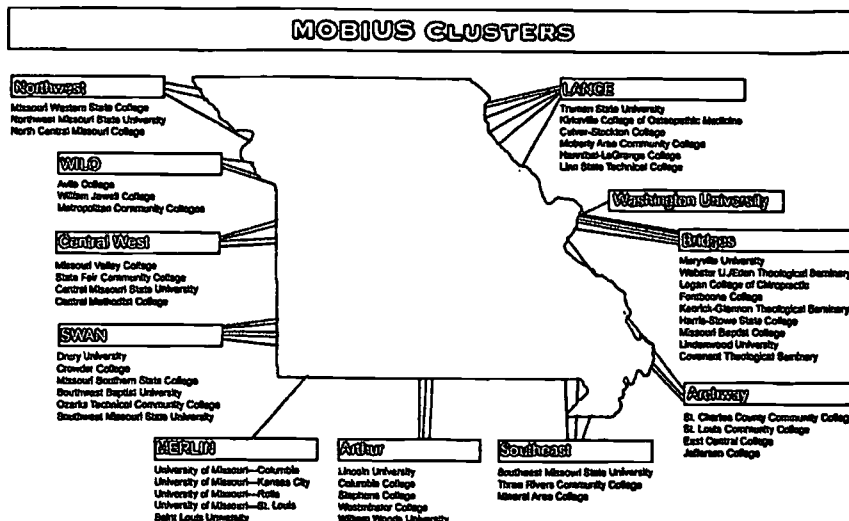 MOBIUS CLUSTERS
Northwest
Missouri Western State College
Northwest Missouri State University
North Central Missouri College
WILO
Avila College
William Jewell College
Metropolitan Community Colleges
Central West
Missouri Valley College
State Fair Community College
Central Missouri State University
Central Methodist College
SWAN
Drury University
Crowder College
Missouri Southern State College
Southwest Baptist University
Ozarks Technical Community College
Southwest Missouri State University
MERLIN
University of Missouri—Columbia
University of Missouri—Kansas City
University of Missouri—Rolla
University of Missouri—St. Louis
Saint Louis University
Arthur
Lincoln University
Columbia College
Stephens College
Westminster College
William Woods University
Southeast
Southeast Missouri State University
Three Rivers Community College
Mineral Area College
LANCE
Truman State University
Kirksville College of Osteopathic Medicine
Culver-Stockton College
Moberly Area Community College
Hannibal-LaGrange College
Linn State Technical College
Washington University
Bridges
Maryville University
Webster U./Eden Theological Seminary
Logan College of Chiropractic
Fontbonne College
Kenrick-Glennon Theological Seminary
Harris-Stowe State College
Missouri Baptist College
Lindenwood University
Covenant Theological Seminary
Archway
St. Charles County Community College
St. Louis Community College
East Central College
Jefferson College